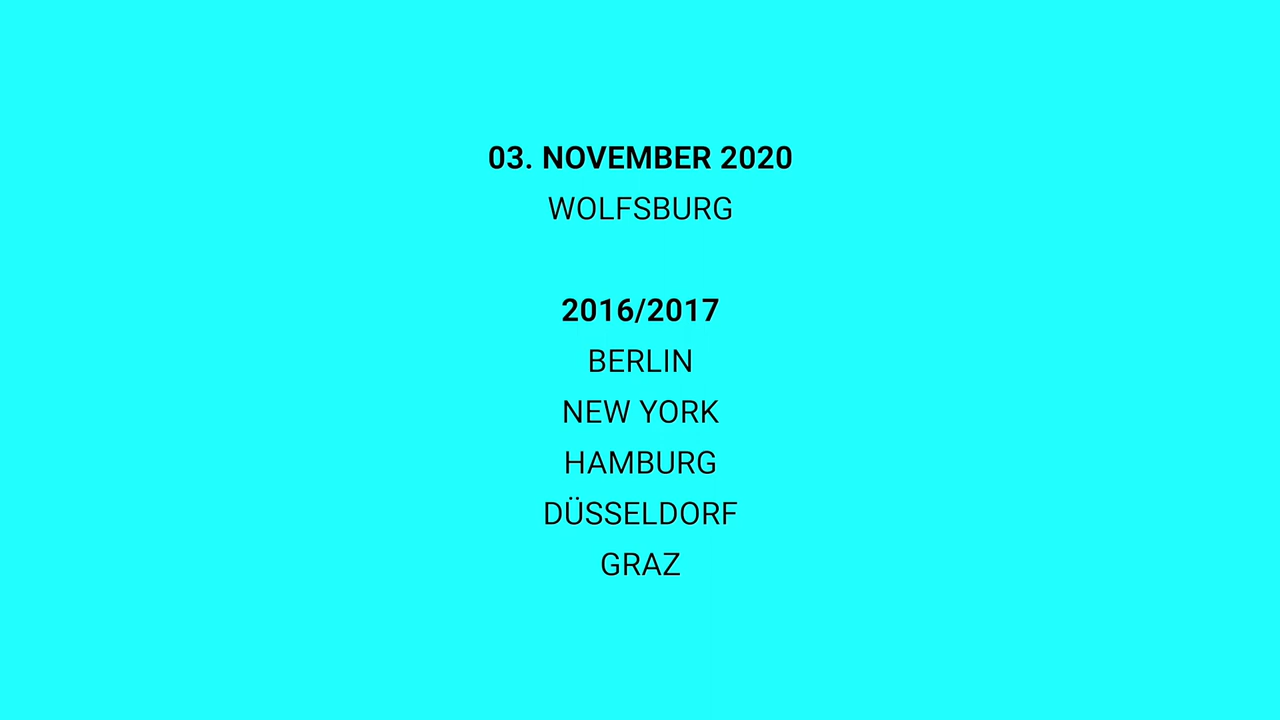 03. NOVEMBER 2020
WOLFSBURG
2016/2017
BERLIN
NEW YORK
HAMBURG
DÜSSELDORF
GRAZ